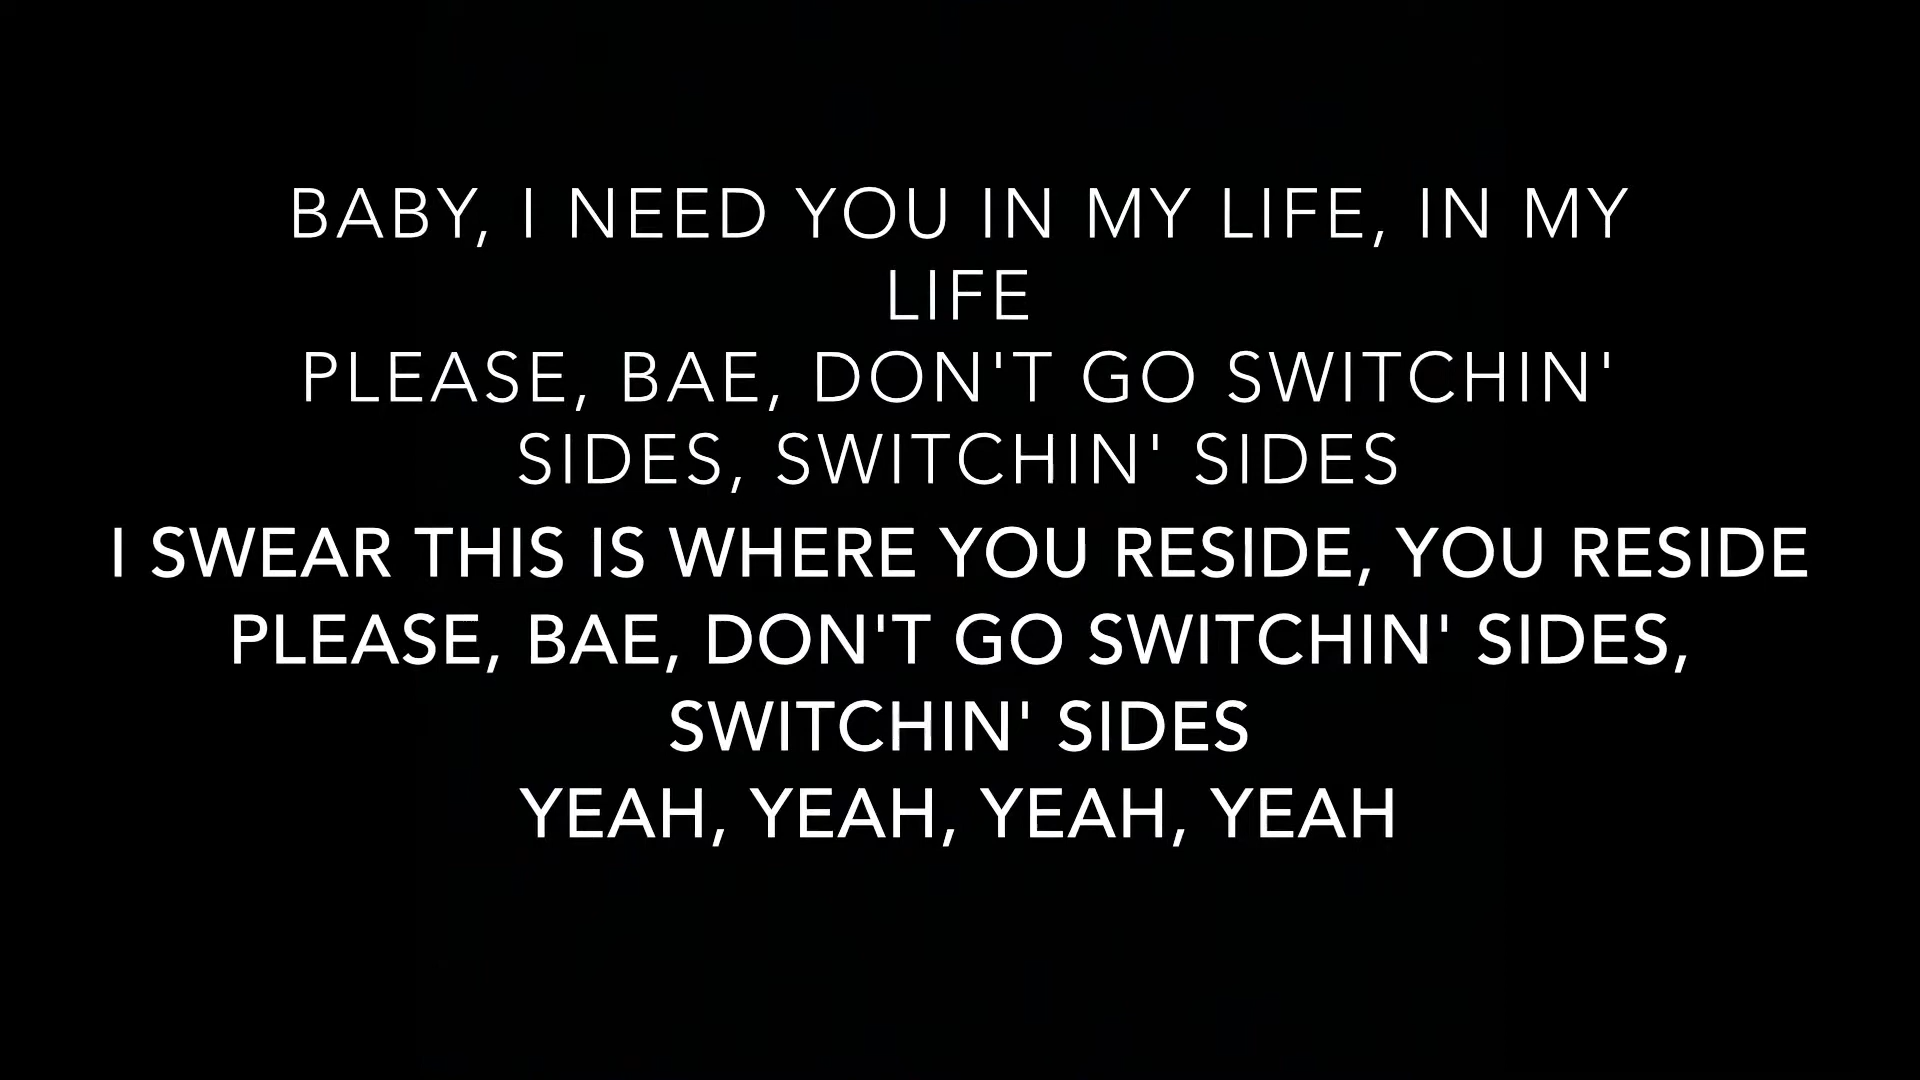 BABY, I NEED YOU IN MY LIFE, IN MY
LIFE
PLEASE, BAE, DON'T GO SWITCHIN'
SIDES, SWITCHIN' SIDES
I SWEAR THIS IS WHERE YOU RESIDE, YOU RESIDE
PLEASE, BAE, DON'T GO SWITCHIN' SIDES,
SWITCHIN' SIDES
YEAH, YEAH, YEAH, YEAH